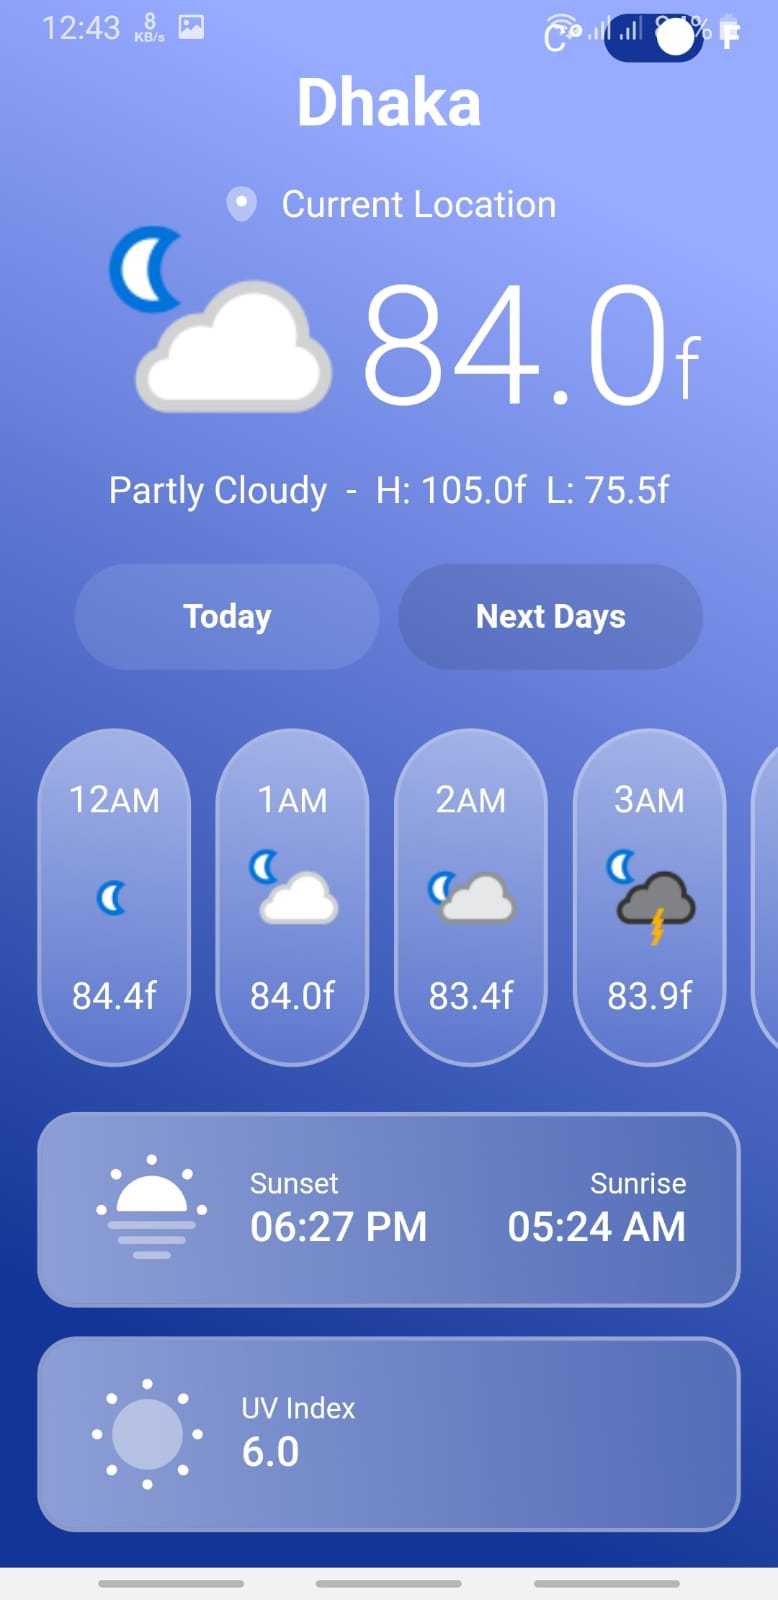 12:43 8 KB/s
C F
Dhaka
Current Location
84.0f
Partly Cloudy - H: 105.0f L: 75.5f
Today Next Days
12AM 1AM 2AM 3AM
84.4f 84.0f 83.4f 83.9f
Sunset Sunrise
06:27 PM 05:24 AM
UV Index
6.0